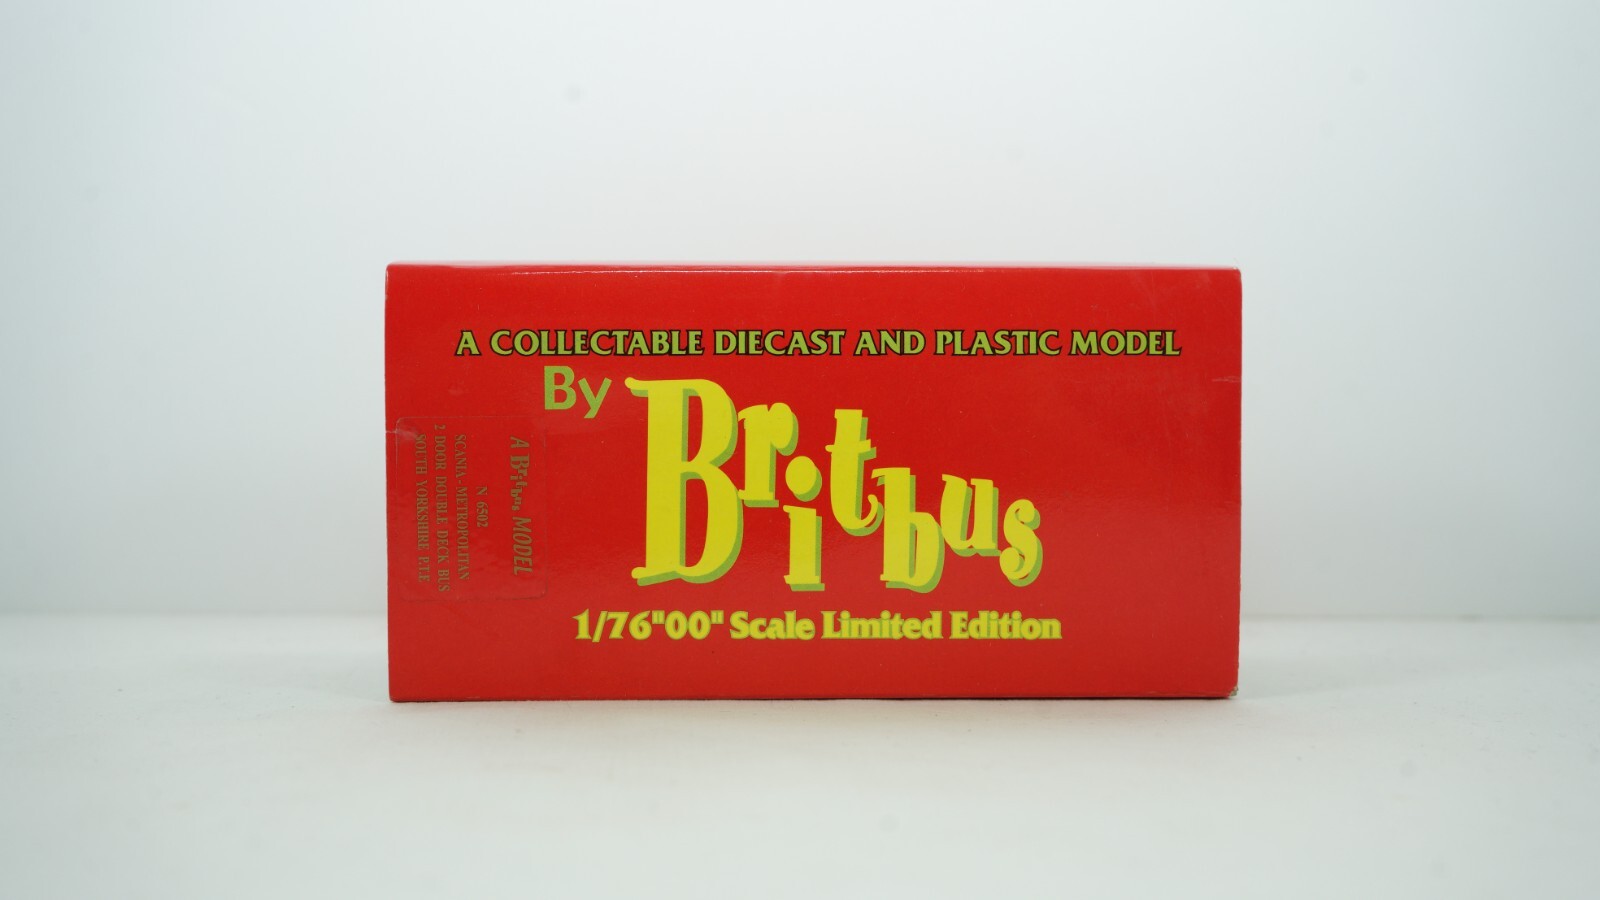 A COLLECTABLE DIECAST AND PLASTIC MODEL
By Britbus
1/76"00" Scale Limited Edition
A Britbus MODEL
N 6502
SCANIA-METROPOLITAN
2 DOOR DOUBLE DECK BUS
SOUTH YORKSHIRE P.T.E